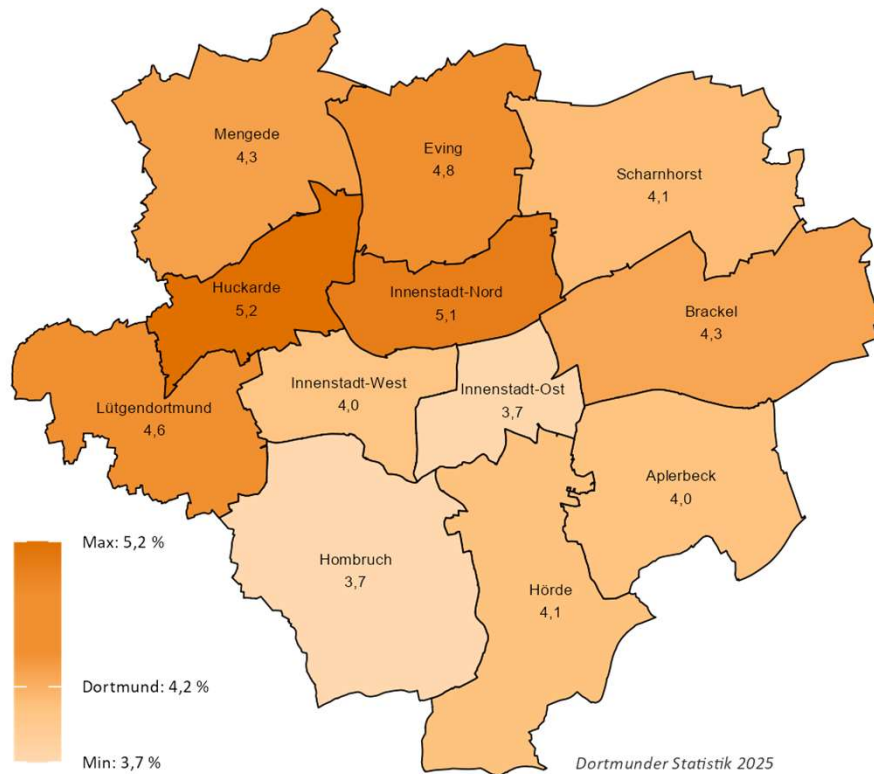 Mengede
4,3
Eving
4,8
Scharnhorst
4,1
Huckarde
5,2
Innenstadt-Nord
5,1
Brackel
4,3
Lütgendortmund
4,6
Innenstadt-West
4,0
Innenstadt-Ost
3,7
Aplerbeck
4,0
Hombruch
3,7
Hörde
4,1
Max: 5,2 %
Dortmund: 4,2 %
Min: 3,7 %
Dortmunder Statistik 2025